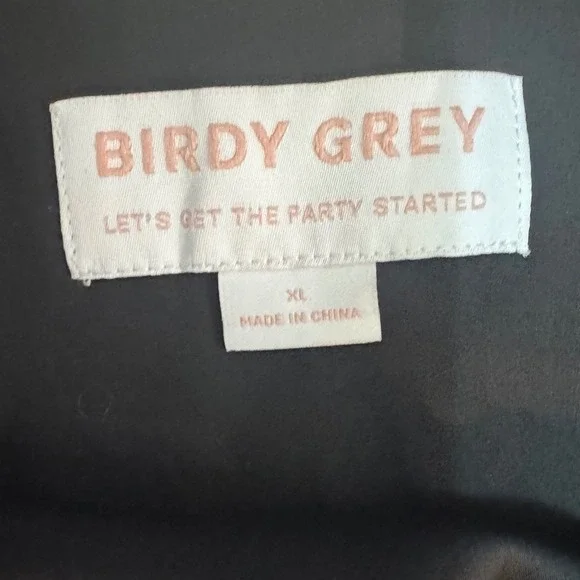 BIRDY GREY
LET'S GET THE PARTY STARTED
XL
MADE IN CHINA